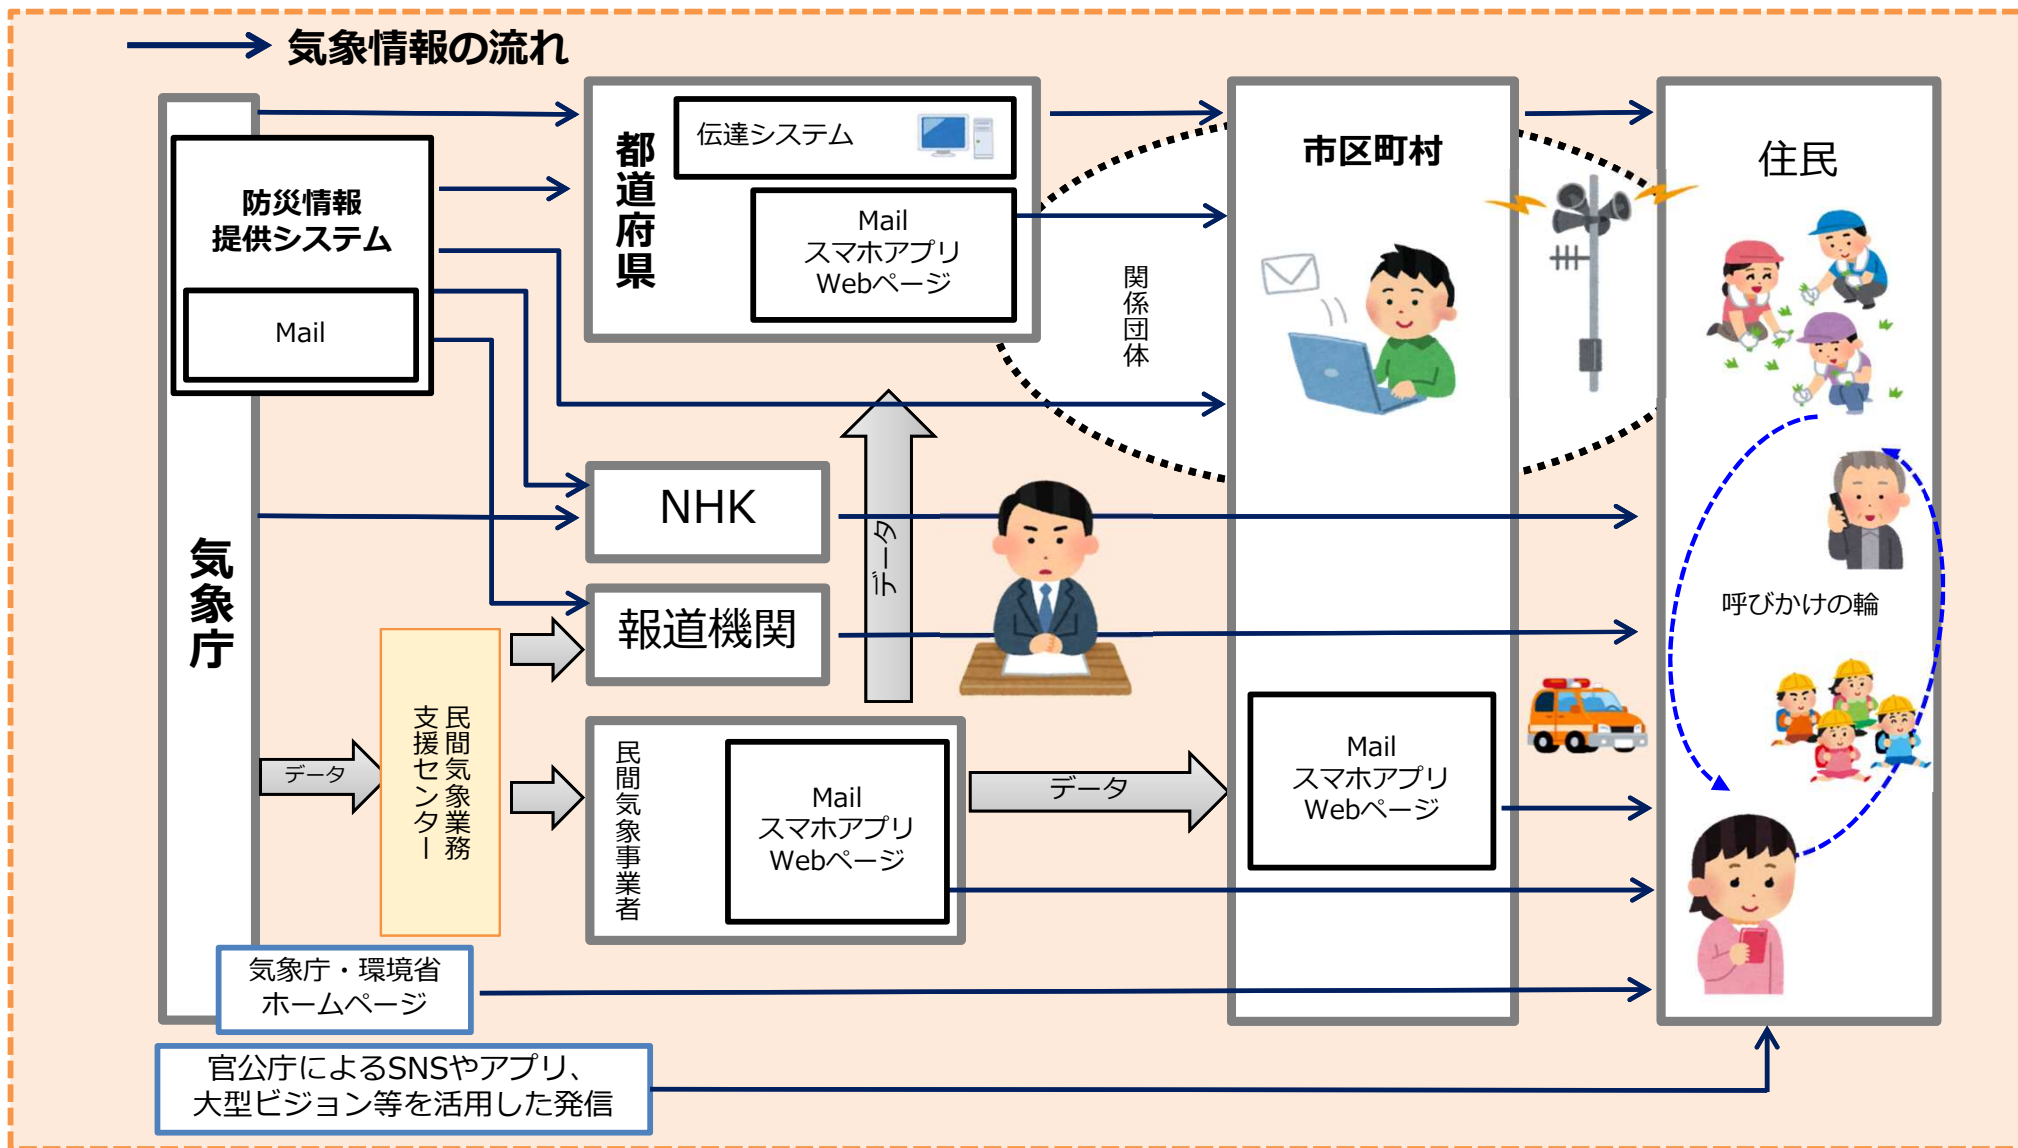 気象情報の流れ
防災情報
提供システム
Mail
気象庁
都道府県
伝達システム
Mail
スマホアプリ
Webページ
関係団体
市区町村
住民
NHK
報道機関
データ
呼びかけの輪
データ
民間気象業務
支援センター
民間気象事業者
Mail
スマホアプリ
Webページ
データ
Mail
スマホアプリ
Webページ
気象庁・環境省
ホームページ
官公庁によるSNSやアプリ、
大型ビジョン等を活用した発信